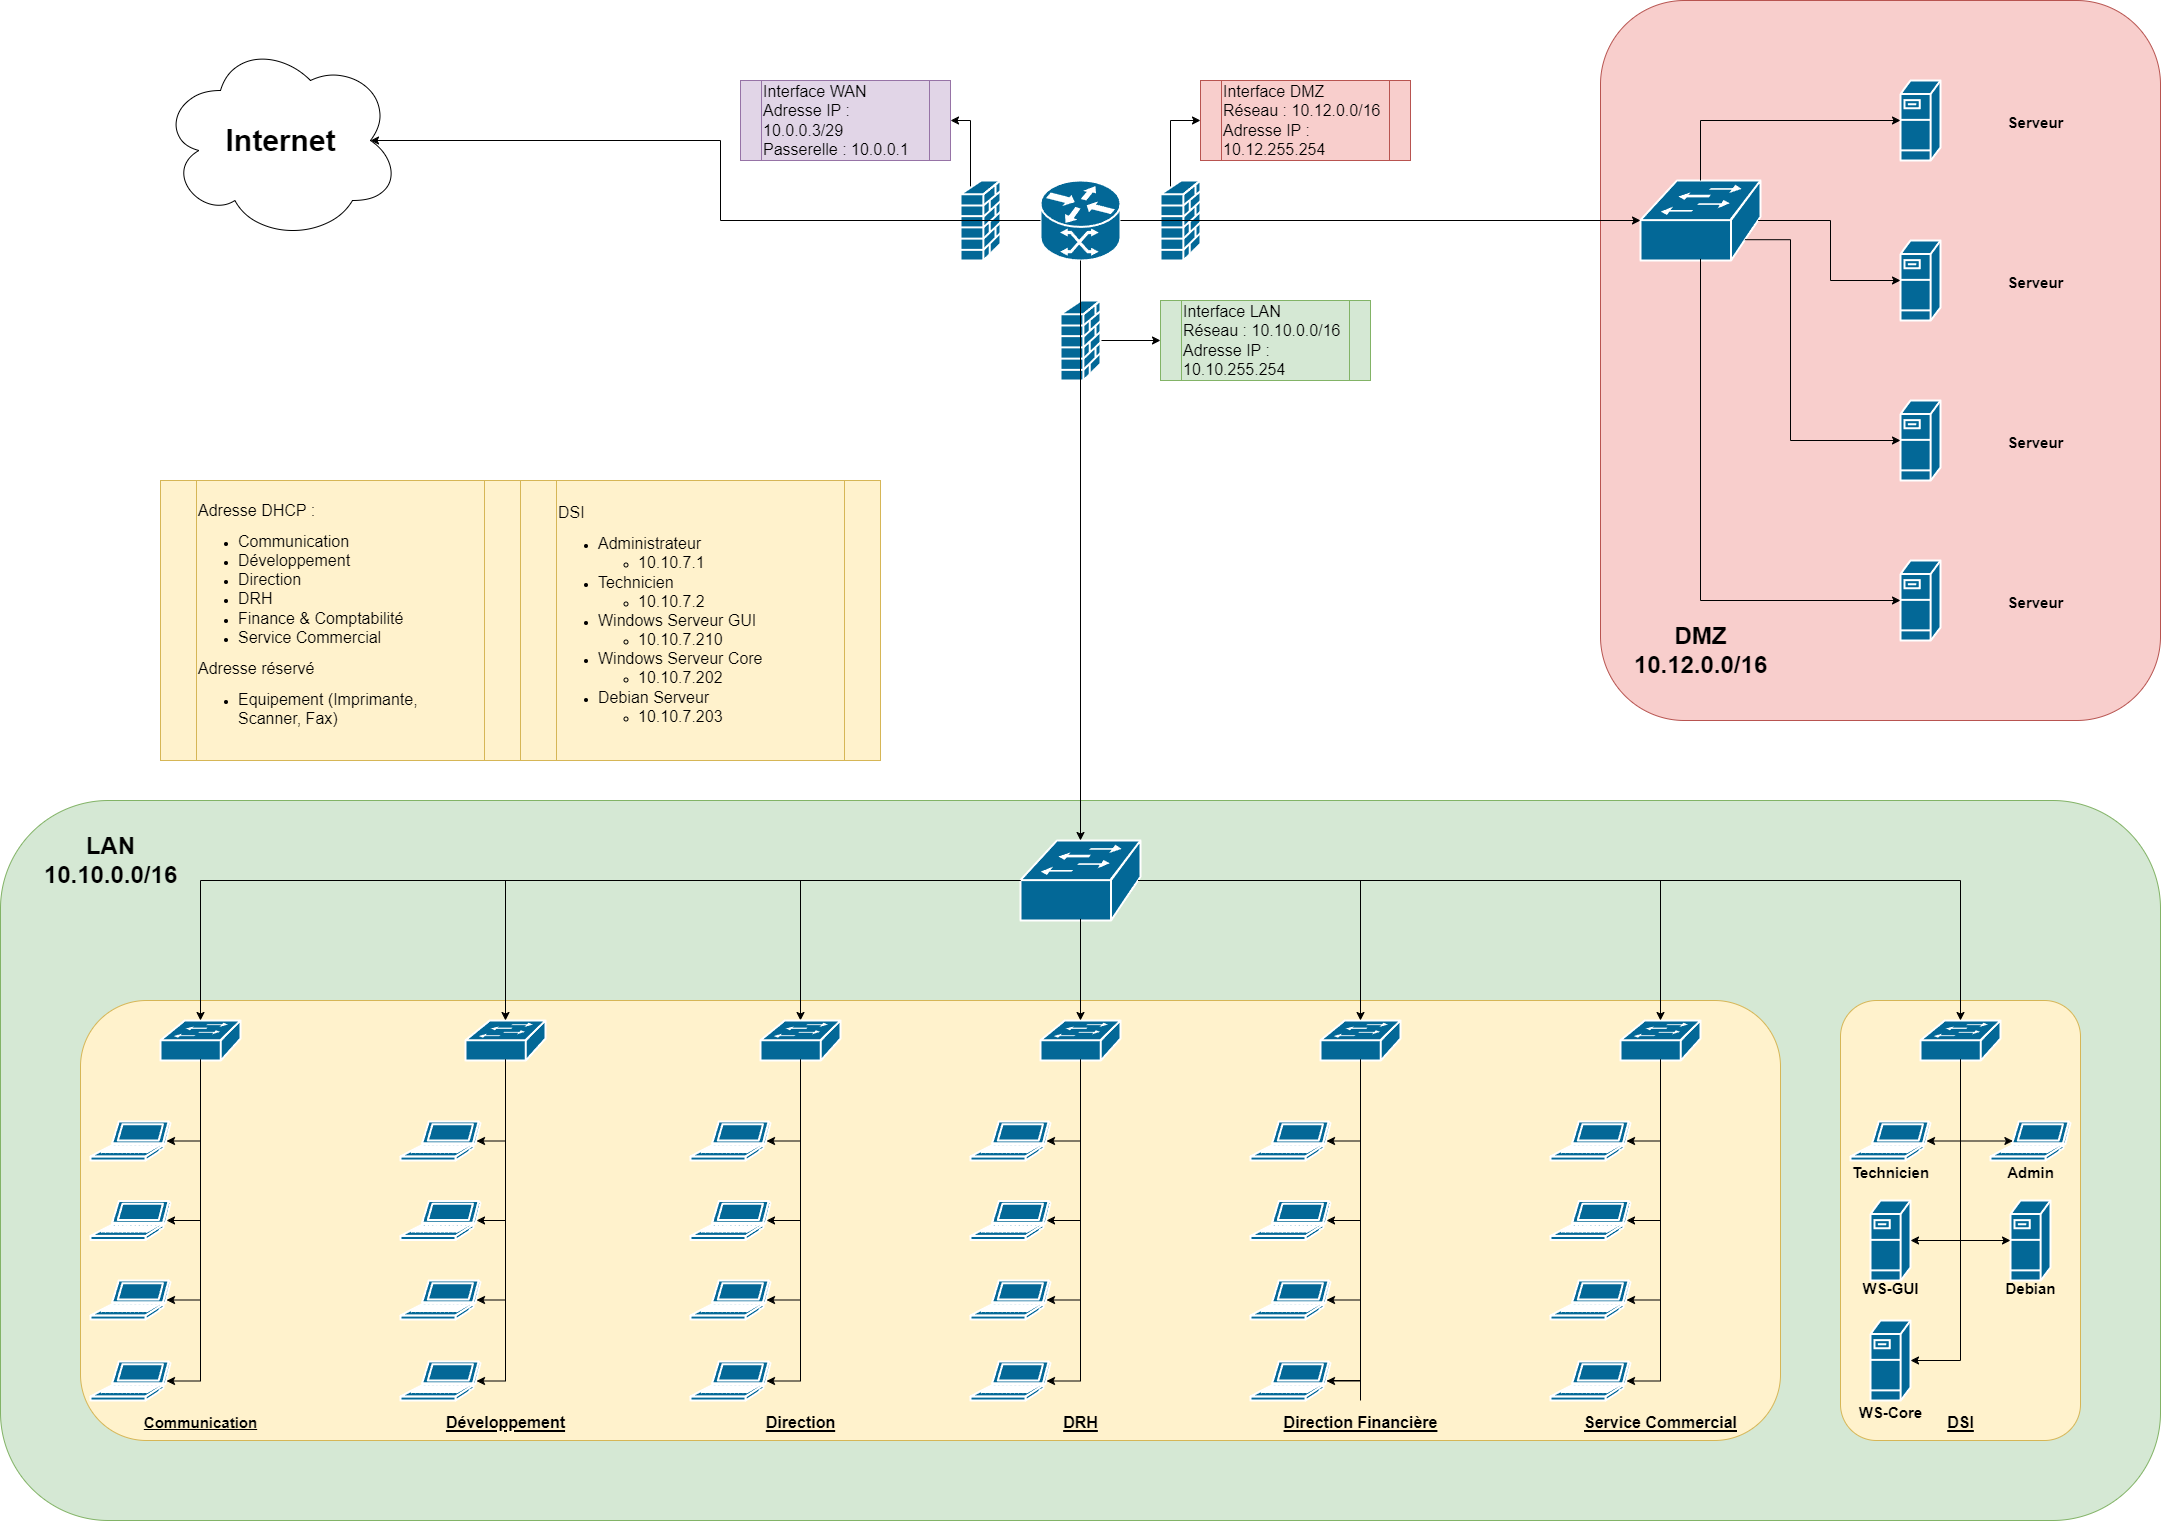 Internet
Interface WAN
Adresse IP :
10.0.0.3/29
Passerelle : 10.0.0.1
Interface DMZ
Réseau : 10.12.0.0/16
Adresse IP :
10.12.255.254
Interface LAN
Réseau : 10.10.0.0/16
Adresse IP :
10.10.255.254
Serveur
Serveur
Serveur
Serveur
DMZ
10.12.0.0/16
Adresse DHCP :
Communication
Développement
Direction
DRH
Finance & Comptabilité
Service Commercial
Adresse réservé
Equipement (Imprimante,
Scanner, Fax)
DSI
Administrateur
10.10.7.1
Technicien
10.10.7.2
Windows Serveur GUI
10.10.7.210
Windows Serveur Core
10.10.7.202
Debian Serveur
10.10.7.203
LAN
10.10.0.0/16
Technicien
Admin
WS-GUI
Debian
WS-Core
Communication
Développement
Direction
DRH
Direction Financière
Service Commercial
DSI